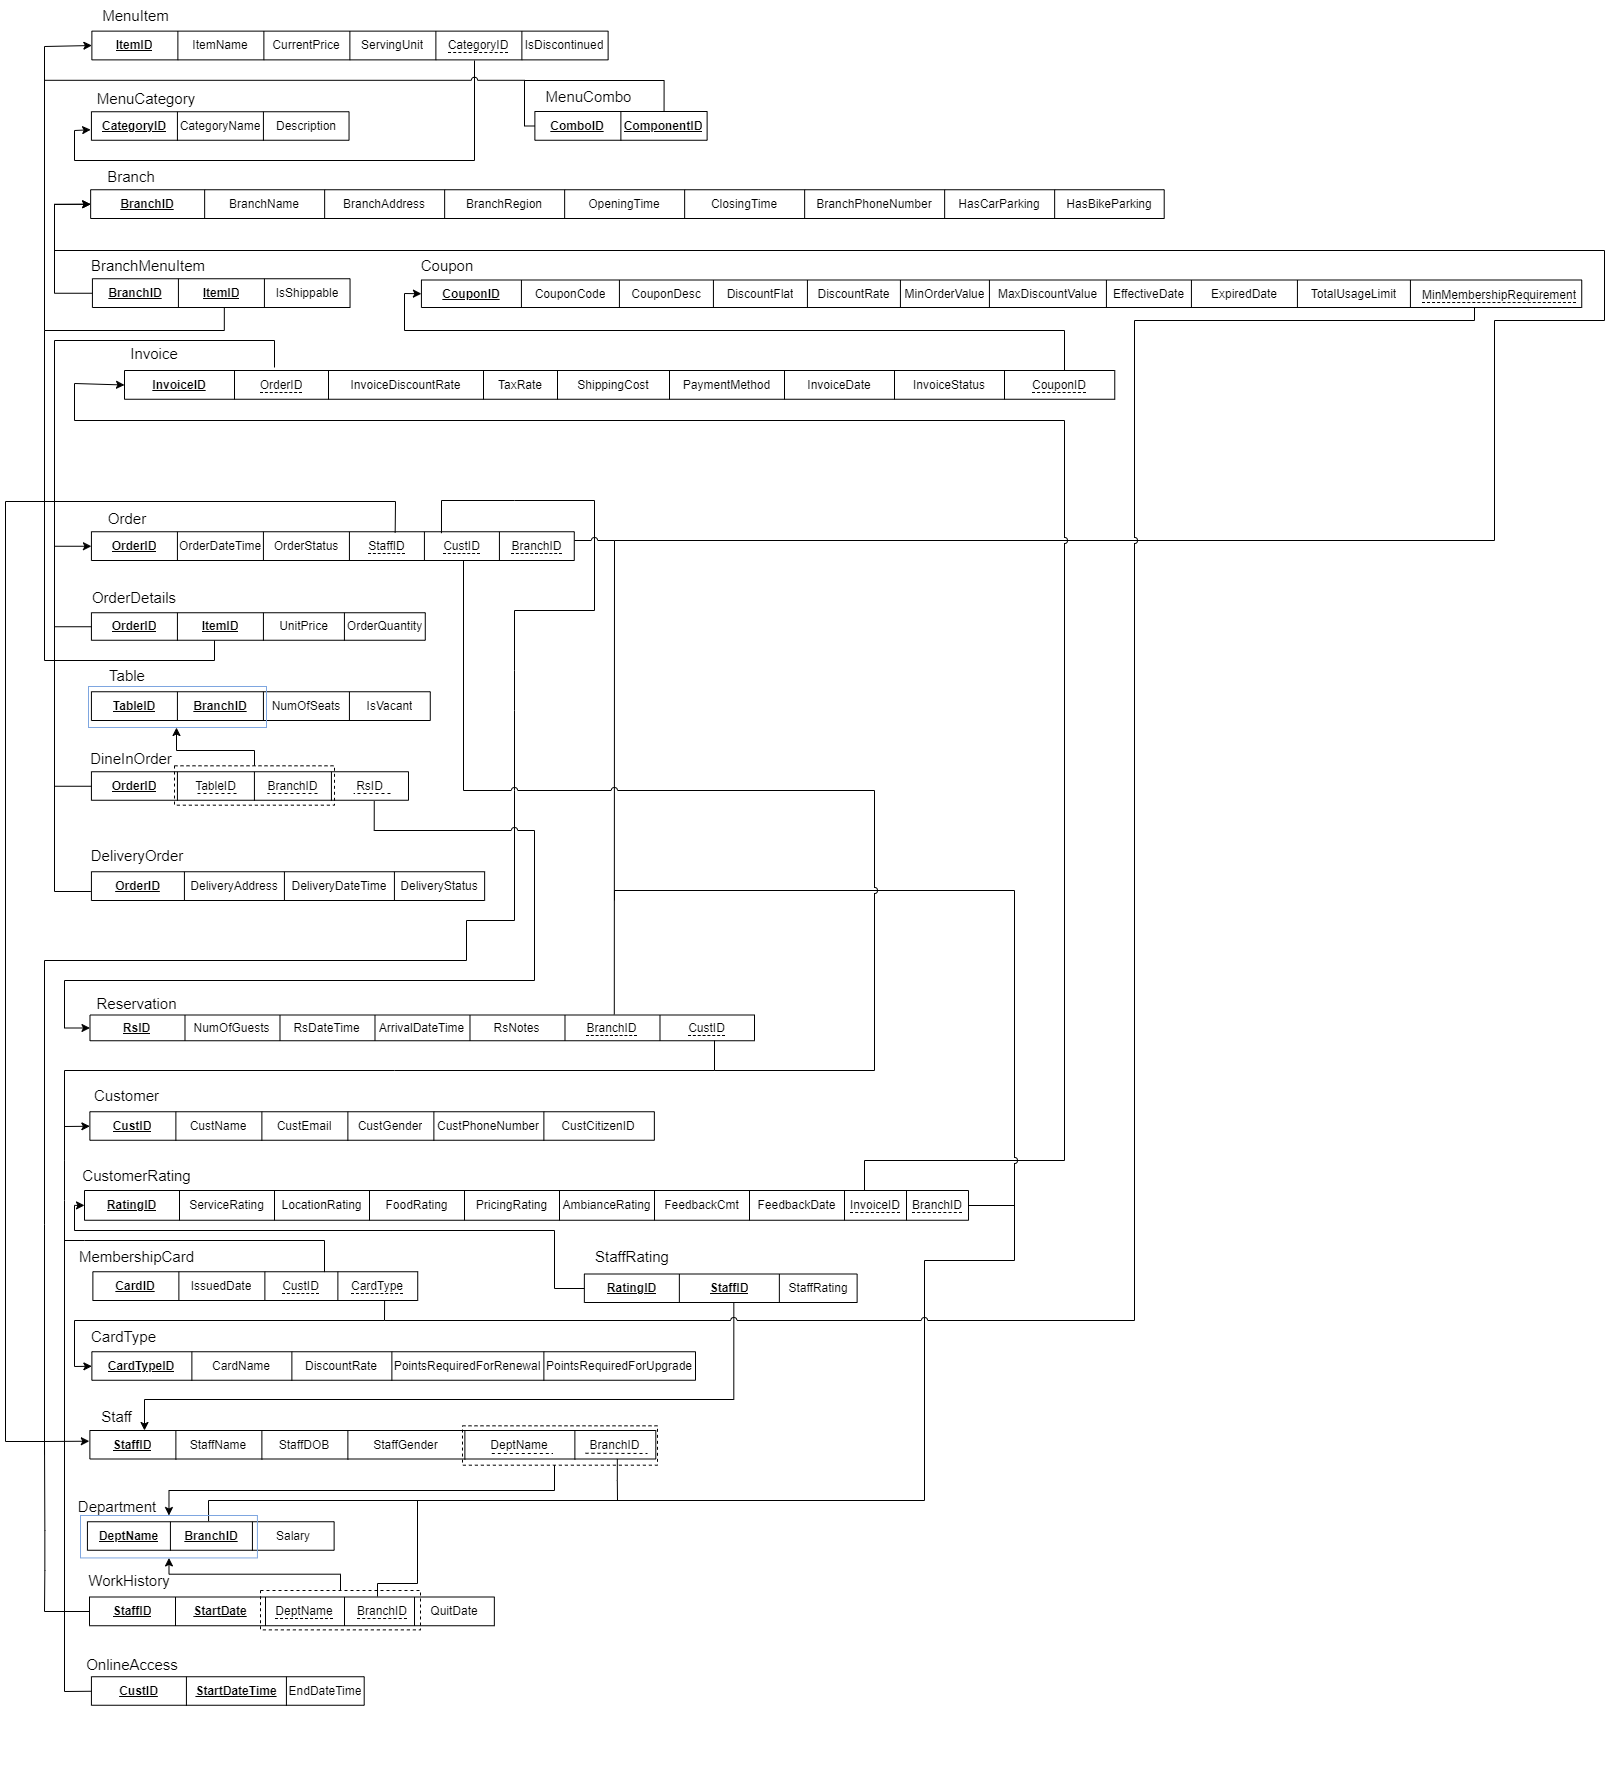 MenuItem
ItemID ItemName CurrentPrice ServingUnit CategoryID IsDiscontinued
MenuCategory
CategoryID CategoryName Description
MenuCombo
ComboID ComponentID
Branch
BranchID BranchName BranchAddress BranchRegion OpeningTime ClosingTime BranchPhoneNumber HasCarParking HasBikeParking
BranchMenuItem
BranchID ItemID IsShippable
Coupon
CouponID CouponCode CouponDesc DiscountFlat DiscountRate MinOrderValue MaxDiscountValue EffectiveDate ExpiredDate TotalUsageLimit MinMembershipRequirement
Invoice
InvoiceID OrderID InvoiceDiscountRate TaxRate ShippingCost PaymentMethod InvoiceDate InvoiceStatus CouponID
Order
OrderID OrderDateTime OrderStatus StaffID CustID BranchID
OrderDetails
OrderID ItemID UnitPrice OrderQuantity
Table
TableID BranchID NumOfSeats IsVacant
DineInOrder
OrderID TableID BranchID RsID
DeliveryOrder
OrderID DeliveryAddress DeliveryDateTime DeliveryStatus
Reservation
RsID NumOfGuests RsDateTime ArrivalDateTime RsNotes BranchID CustID
Customer
CustID CustName CustEmail CustGender CustPhoneNumber CustCitizenID
CustomerRating
RatingID ServiceRating LocationRating FoodRating PricingRating AmbianceRating FeedbackCmt FeedbackDate InvoiceID BranchID
MembershipCard
CardID IssuedDate CustID CardType
StaffRating
RatingID StaffID StaffRating
CardType
CardTypeID CardName DiscountRate PointsRequiredForRenewal PointsRequiredForUpgrade
Staff
StaffID StaffName StaffDOB StaffGender DeptName BranchID
Department
DeptName BranchID Salary
WorkHistory
StaffID StartDate DeptName BranchID QuitDate
OnlineAccess
CustID StartDateTime EndDateTime